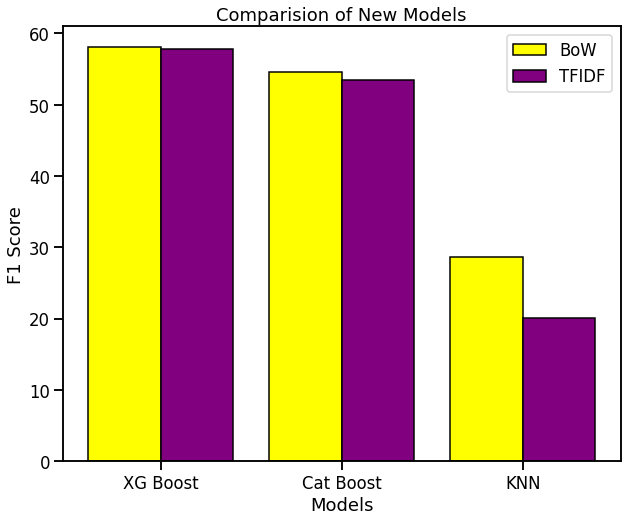 Comparision of New Models
BoW
TFIDF
60
50
40
30
20
10
0
F1 Score
XG Boost
Cat Boost
KNN
Models